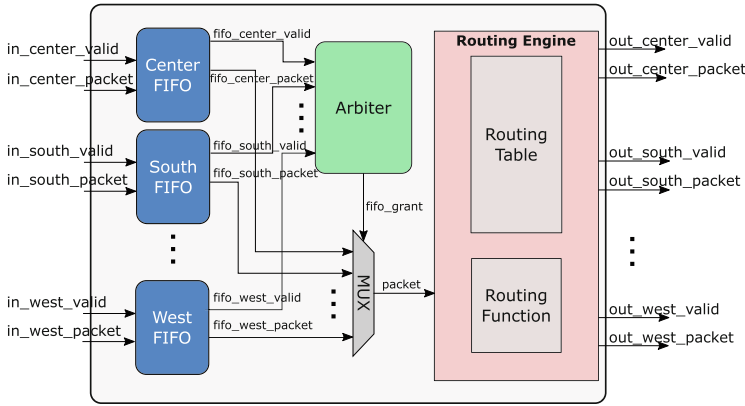 in_center_valid
in_center_packet
in_south_valid
in_south_packet
in_west_valid
in_west_packet
Center
FIFO
South
FIFO
West
FIFO
fifo_center_valid
fifo_center_packet
fifo_south_valid
fifo_south_packet
fifo_west_valid
fifo_west_packet
Arbiter
fifo_grant
MUX
packet
Routing Engine
Routing
Table
Routing
Function
out_center_valid
out_center_packet
out_south_valid
out_south_packet
out_west_valid
out_west_packet